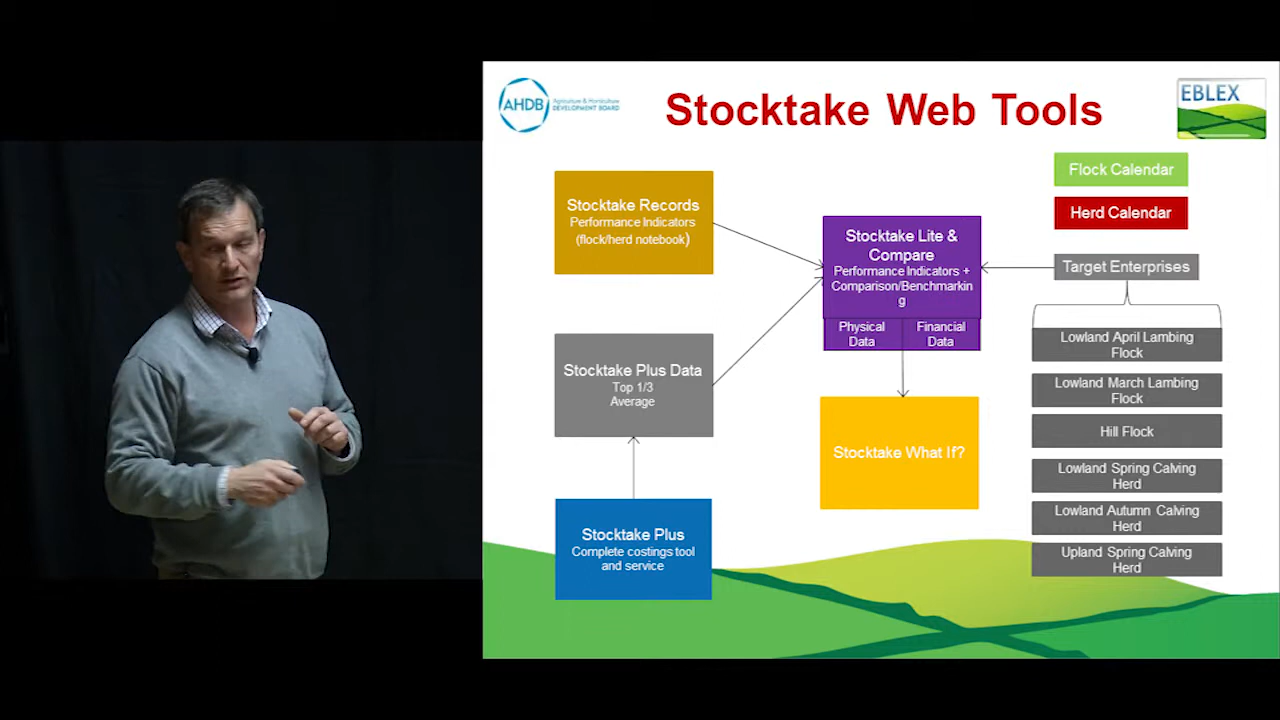 AHDB
Agriculture & Horticulture
DEVELOPMENT BOARD
Stocktake Web Tools
EBLEX
Flock Calendar
Herd Calendar
Stocktake Records
Performance Indicators
(flock/herd notebook)
Stocktake Lite &
Compare
Performance Indicators +
Comparison/Benchmarkin
g
Physical
Data
Financial
Data
Target Enterprises
Lowland April Lambing
Flock
Lowland March Lambing
Flock
Hill Flock
Lowland Spring Calving
Herd
Lowland Autumn Calving
Herd
Upland Spring Calving
Herd
Stocktake Plus Data
Top 1/3
Average
Stocktake What If?
Stocktake Plus
Complete costings tool
and service